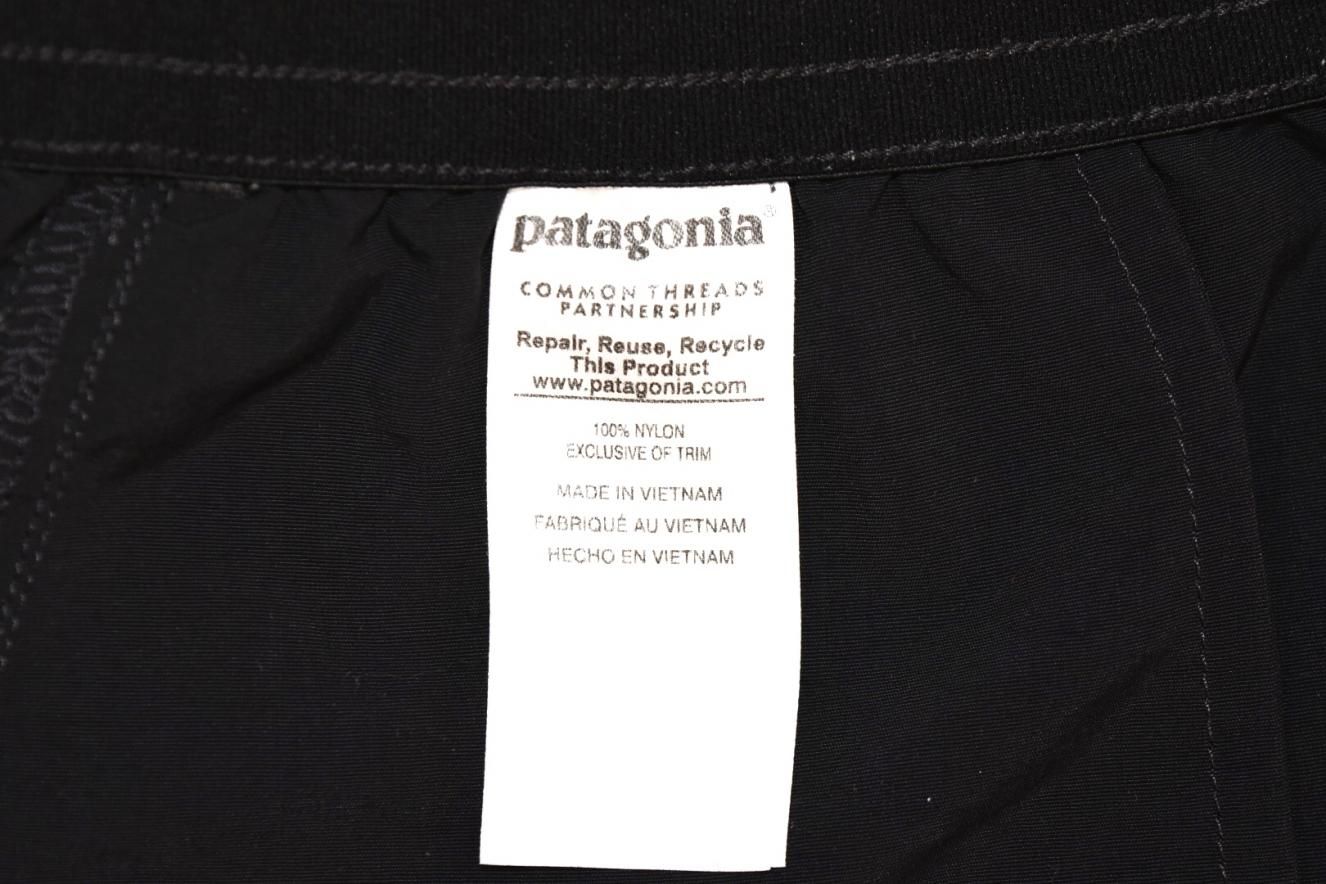 patagonia®
COMMON THREADS
PARTNERSHIP
Repair, Reuse, Recycle
This Product
www.patagonia.com
100% NYLON
EXCLUSIVE OF TRIM
MADE IN VIETNAM
FABRIQUÉ AU VIETNAM
HECHO EN VIETNAM